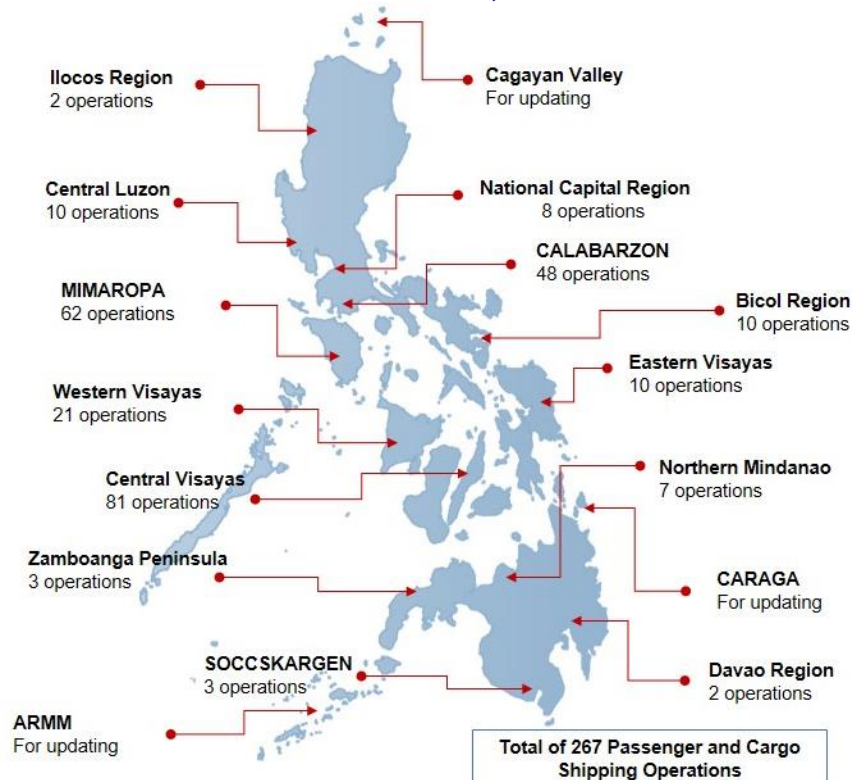 Ilocos Region
2 operations
Cagayan Valley
For updating
Central Luzon
10 operations
National Capital Region
8 operations
CALABARZON
48 operations
MIMAROPA
62 operations
Bicol Region
10 operations
Eastern Visayas
10 operations
Western Visayas
21 operations
Northern Mindanao
7 operations
Central Visayas
81 operations
Zamboanga Peninsula
3 operations
CARAGA
For updating
SOCCSKARGEN
3 operations
Davao Region
2 operations
ARMM
For updating
Total of 267 Passenger and Cargo
Shipping Operations